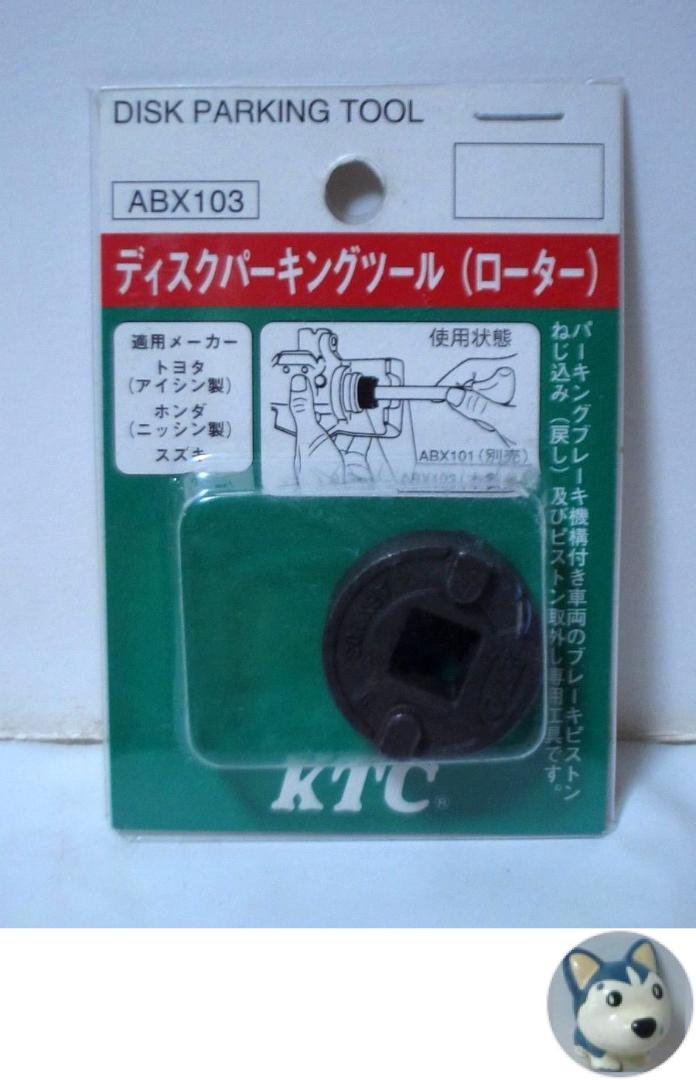 DISK PARKING TOOL
ABX103
ディスクパーキングツール（ローター）
適用メーカー
トヨタ
（アイシン製）
ホンダ
（ニッシン製）
スズキ
使用状態
ABX101（別売）
パーキングブレーキ機構付き車両のブレーキピストン
ねじ込み（戻し）及びピストン取外し専用工具です。
KTC®